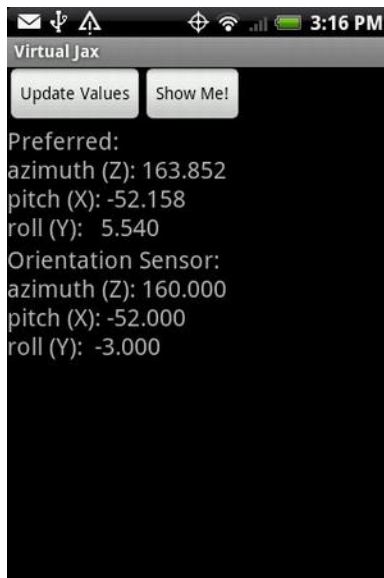 3:16 PM
Virtual Jax
Update Values Show Me!
Preferred:
azimuth (Z): 163.852
pitch (X): -52.158
roll (Y): 5.540
Orientation Sensor:
azimuth (Z): 160.000
pitch (X): -52.000
roll (Y): -3.000